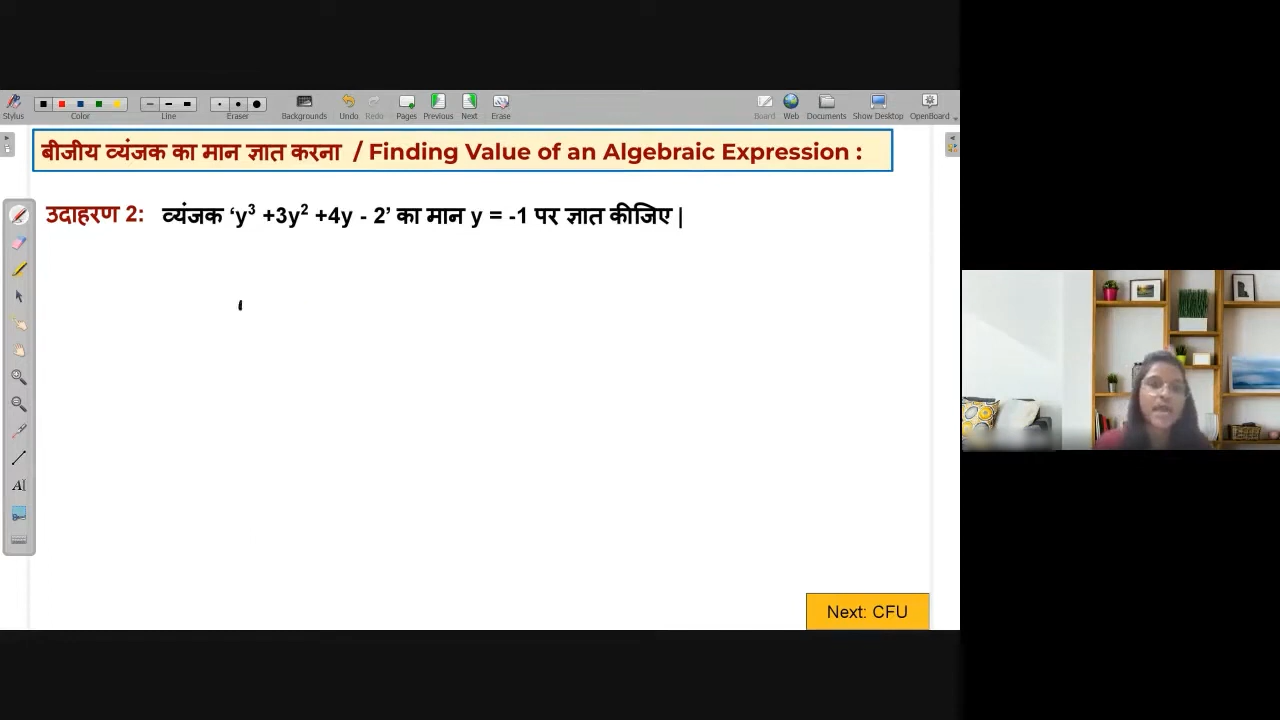 Stylus
Color
Line
Eraser
Backgrounds
Undo
Redo
Pages
Previous
Next
Erase
Board
Web
Documents
Show Desktop
OpenBoard
बीजीय व्यंजक का मान ज्ञात करना / Finding Value of an Algebraic Expression :
उदाहरण 2: व्यंजक ‘y³ +3y² +4y - 2’ का मान y = -1 पर ज्ञात कीजिए |
Next: CFU